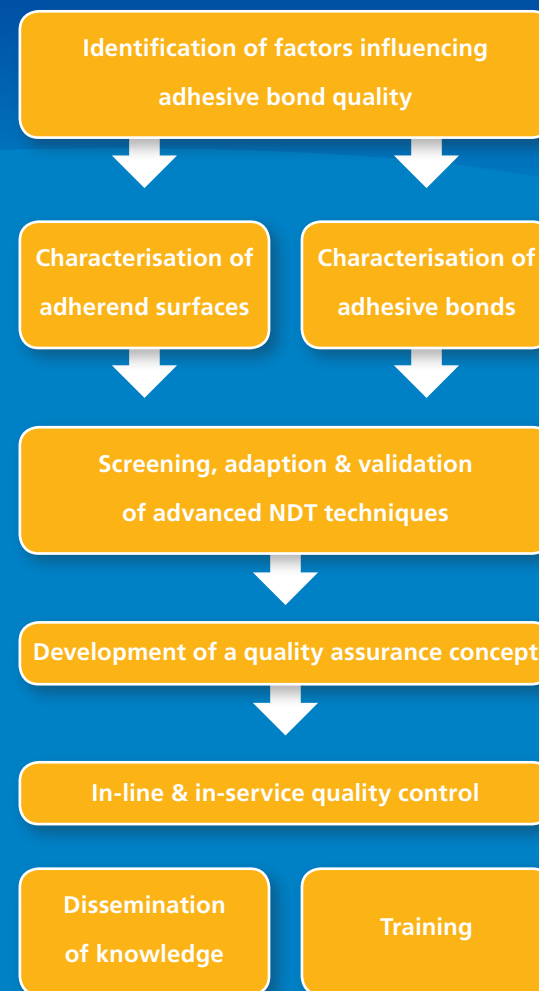 Identification of factors influencing
adhesive bond quality
Characterisation of
adherend surfaces
Characterisation of
adhesive bonds
Screening, adaption & validation
of advanced NDT techniques
Development of a quality assurance concept
In-line & in-service quality control
Dissemination
of knowledge
Training